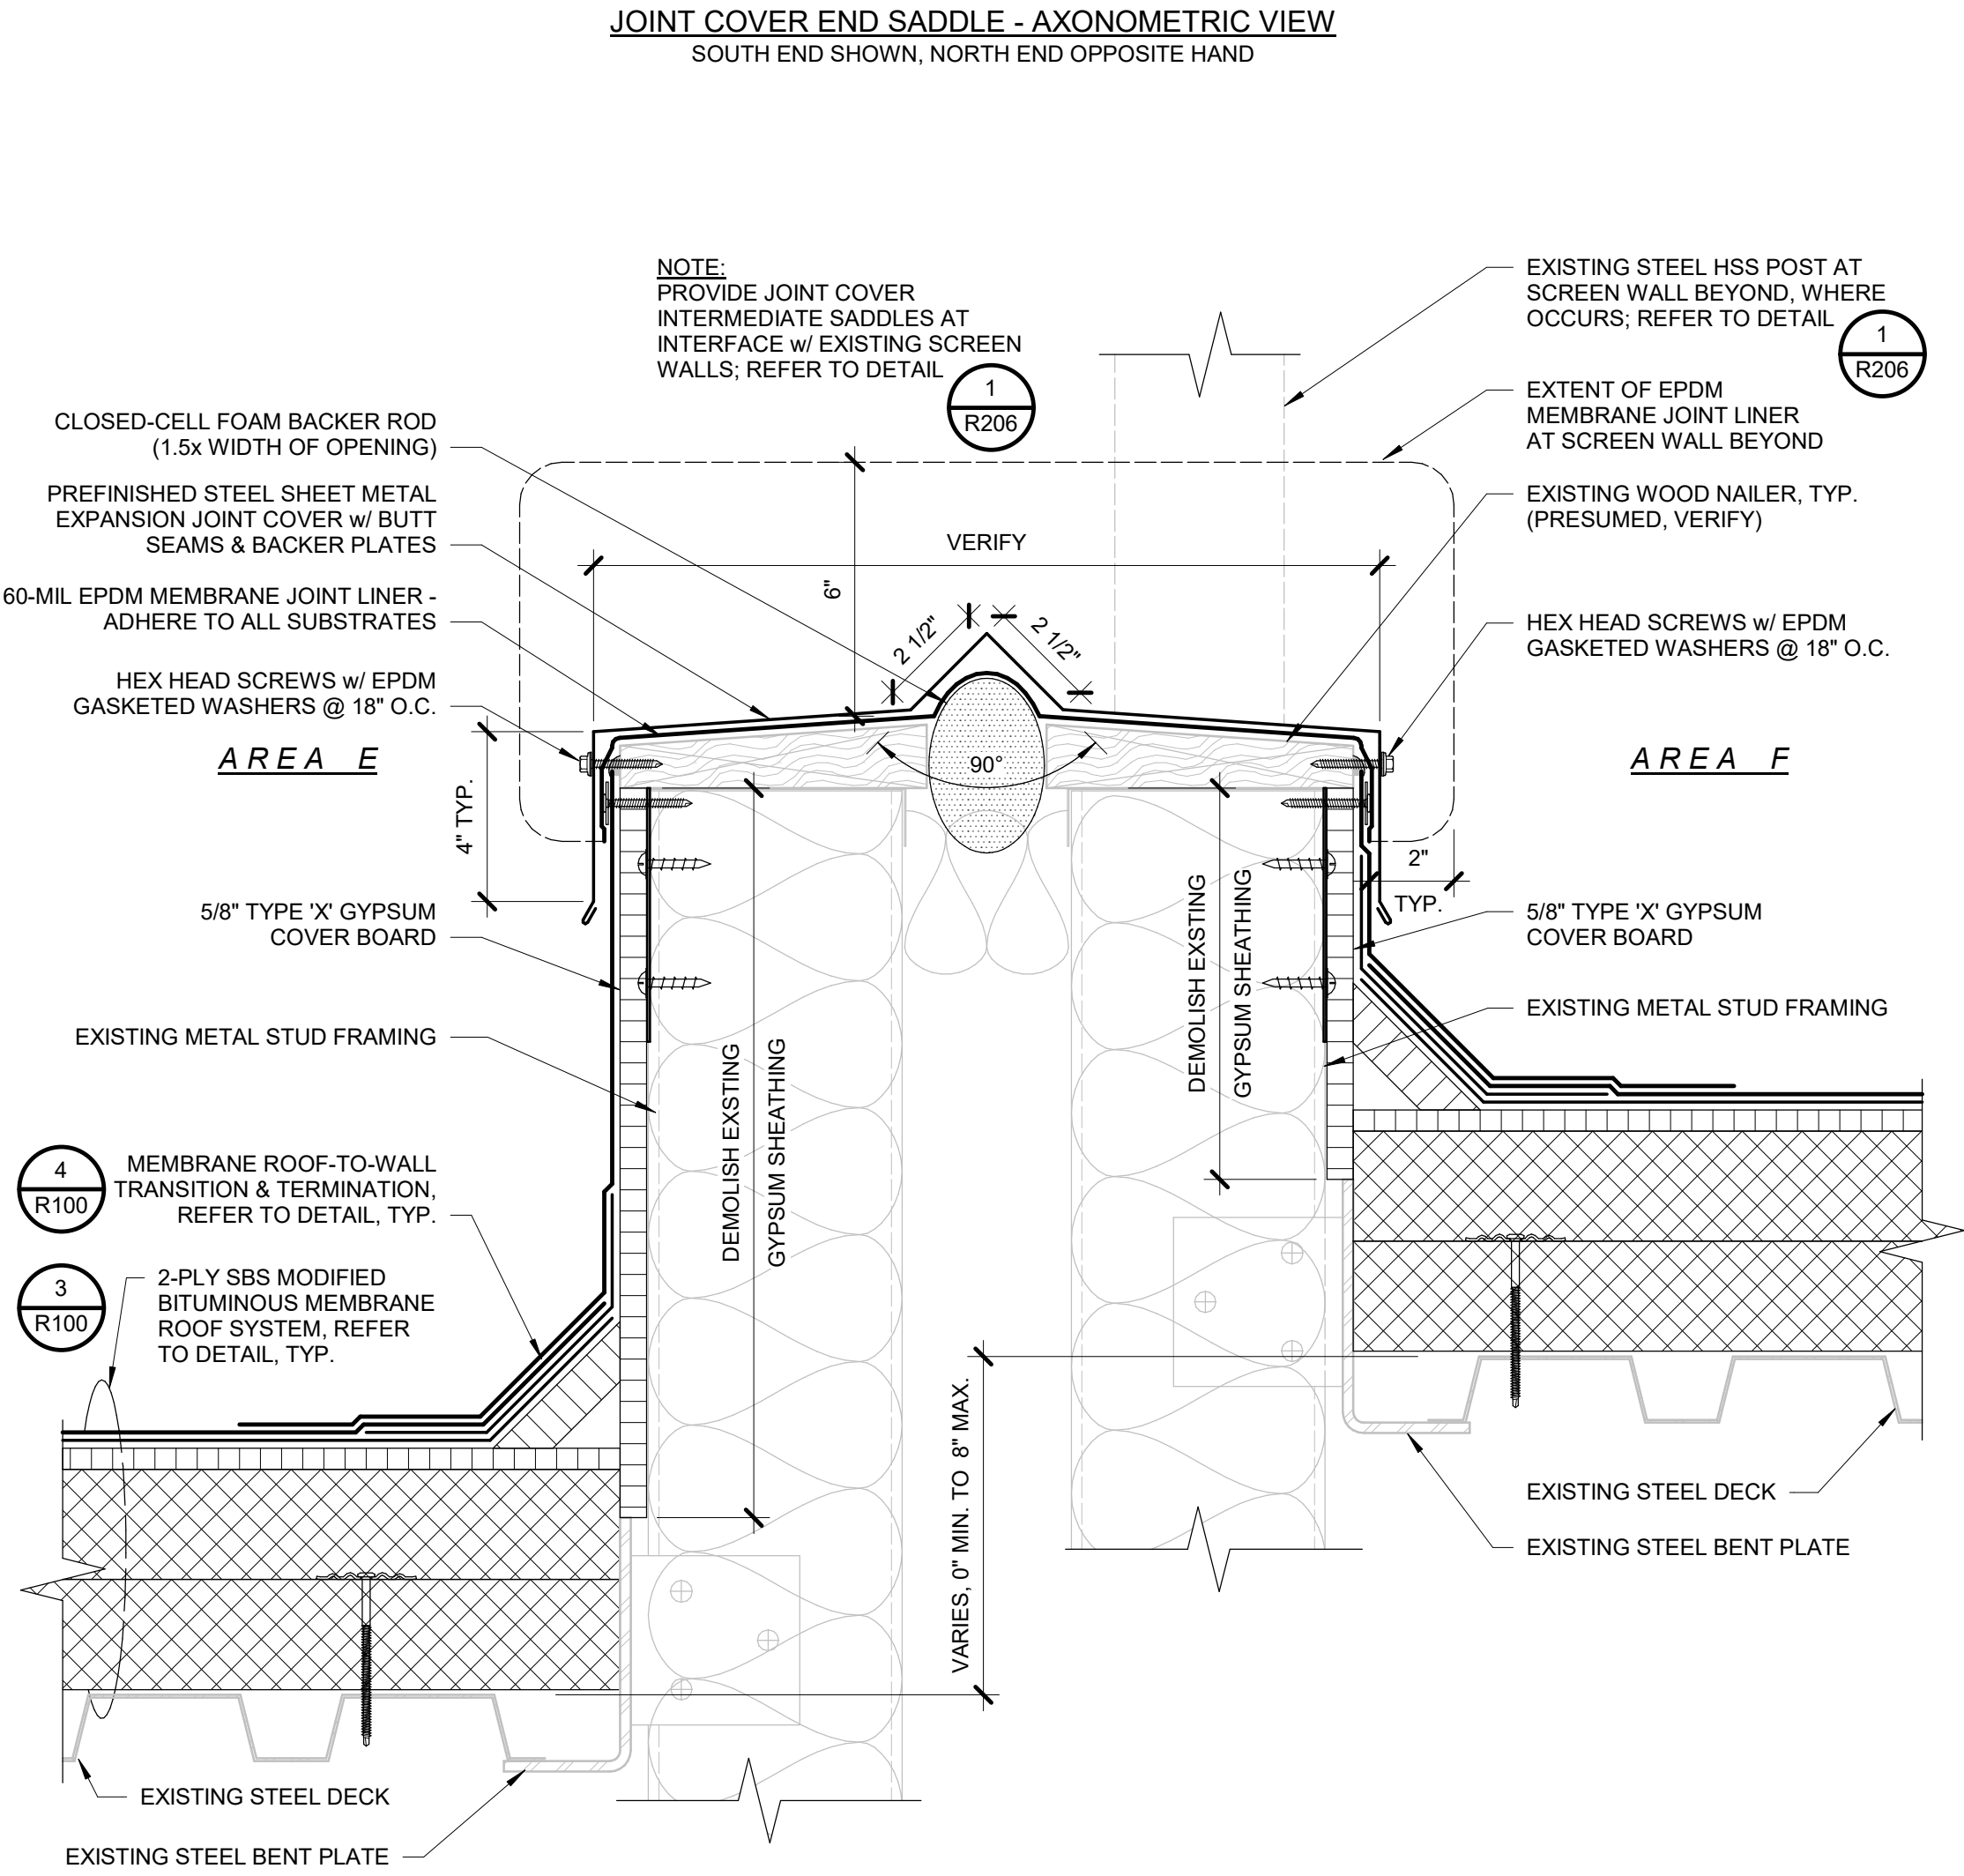 JOINT COVER END SADDLE - AXONOMETRIC VIEW
SOUTH END SHOWN, NORTH END OPPOSITE HAND
NOTE:
PROVIDE JOINT COVER
INTERMEDIATE SADDLES AT
INTERFACE w/ EXISTING SCREEN
WALLS; REFER TO DETAIL
1
R206
EXISTING STEEL HSS POST AT
SCREEN WALL BEYOND, WHERE
OCCURS; REFER TO DETAIL
1
R206
EXTENT OF EPDM
MEMBRANE JOINT LINER
AT SCREEN WALL BEYOND
EXISTING WOOD NAILER, TYP.
(PRESUMED, VERIFY)
HEX HEAD SCREWS w/ EPDM
GASKETED WASHERS @ 18" O.C.
AREA F
5/8" TYPE 'X' GYPSUM
COVER BOARD
EXISTING METAL STUD FRAMING
EXISTING STEEL DECK
EXISTING STEEL BENT PLATE
CLOSED-CELL FOAM BACKER ROD
(1.5x WIDTH OF OPENING)
PREFINISHED STEEL SHEET METAL
EXPANSION JOINT COVER w/ BUTT
SEAMS & BACKER PLATES
60-MIL EPDM MEMBRANE JOINT LINER -
ADHERE TO ALL SUBSTRATES
HEX HEAD SCREWS w/ EPDM
GASKETED WASHERS @ 18" O.C.
AREA E
5/8" TYPE 'X' GYPSUM
COVER BOARD
EXISTING METAL STUD FRAMING
4
R100
MEMBRANE ROOF-TO-WALL
TRANSITION & TERMINATION,
REFER TO DETAIL, TYP.
3
R100
2-PLY SBS MODIFIED
BITUMINOUS MEMBRANE
ROOF SYSTEM, REFER
TO DETAIL, TYP.
EXISTING STEEL DECK
EXISTING STEEL BENT PLATE
VERIFY
6"
2 1/2"
2 1/2"
90°
4" TYP.
2"
TYP.
DEMOLISH EXSTING
GYPSUM SHEATHING
DEMOLISH EXSTING
GYPSUM SHEATHING
VARIES, 0" MIN. TO 8" MAX.